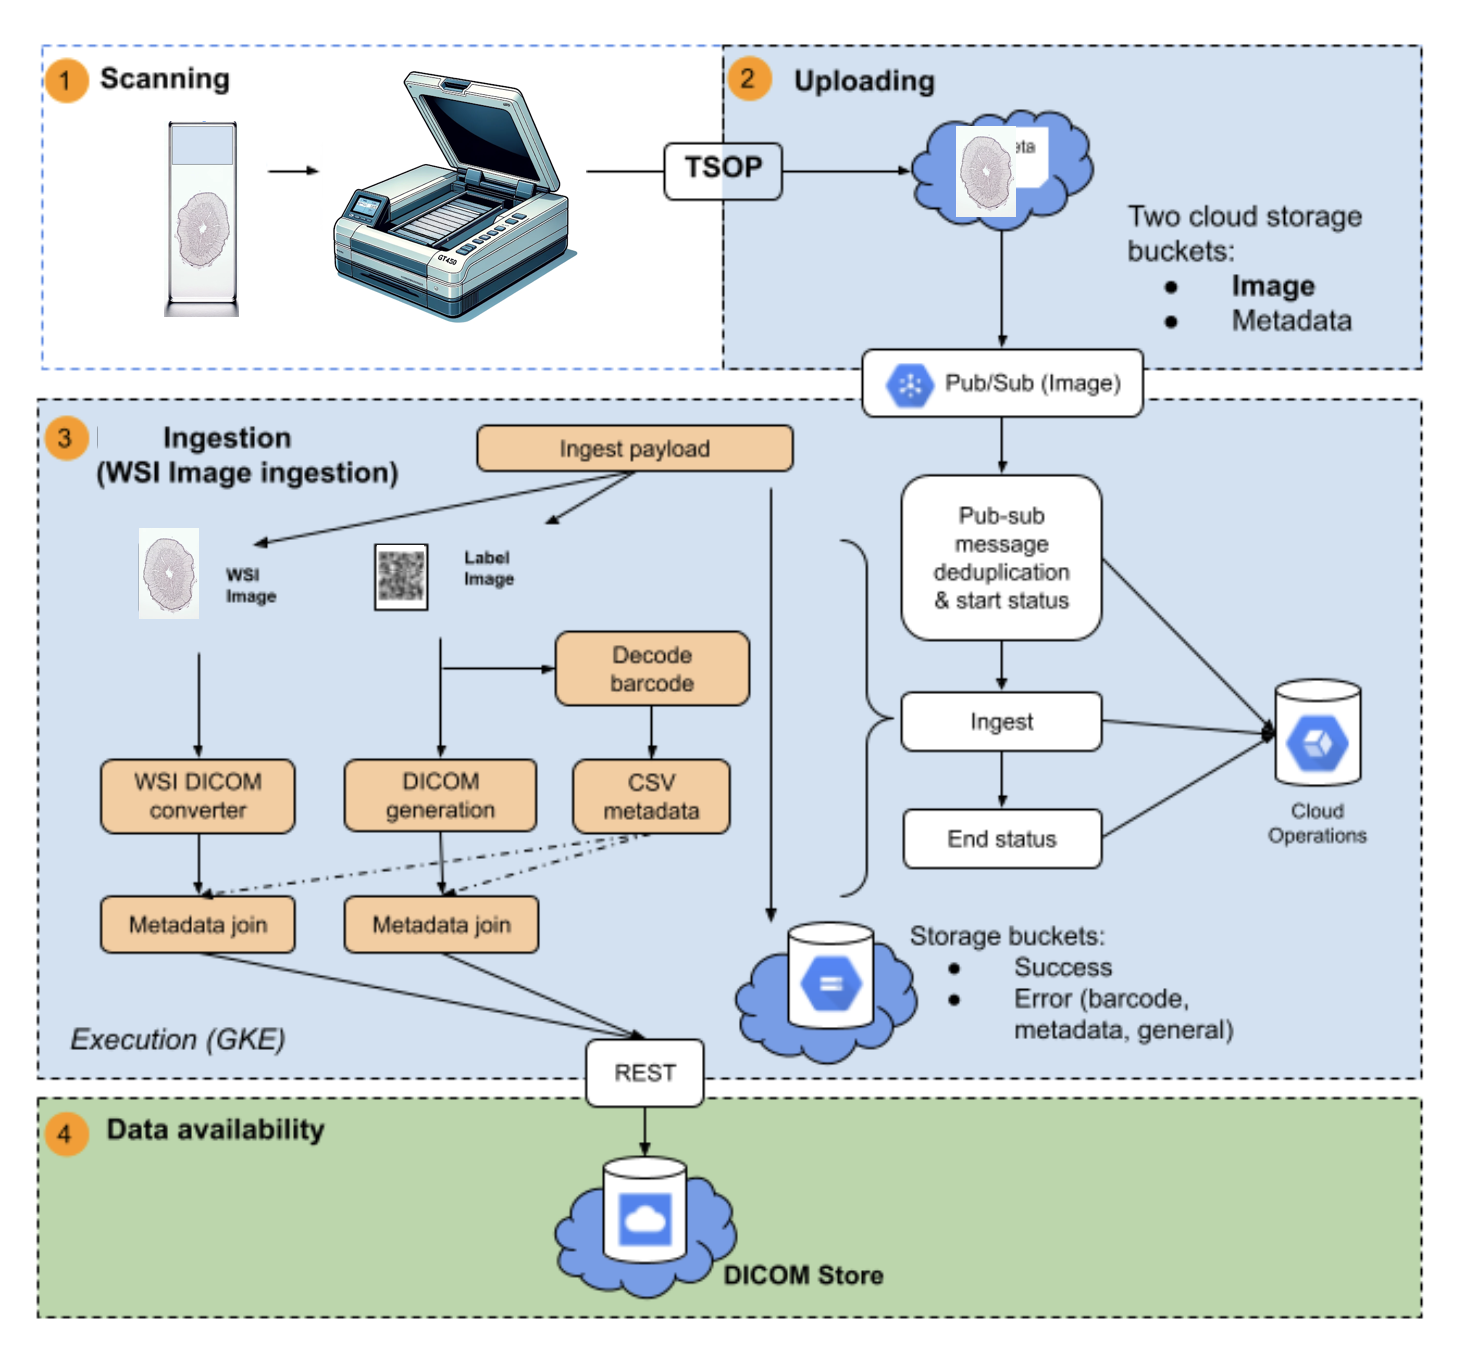 1 Scanning
GT450
TSOP
2 Uploading
eta
Two cloud storage
buckets:
● Image
● Metadata
Pub/Sub (Image)
3 Ingestion
(WSI Image ingestion)
Ingest payload
WSI
Image
Label
Image
Decode
barcode
WSI DICOM
converter
DICOM
generation
CSV
metadata
Metadata join
Metadata join
Execution (GKE)
Pub-sub
message
deduplication
& start status
Ingest
End status
Cloud
Operations
Storage buckets:
● Success
● Error (barcode,
metadata, general)
REST
4 Data availability
DICOM Store